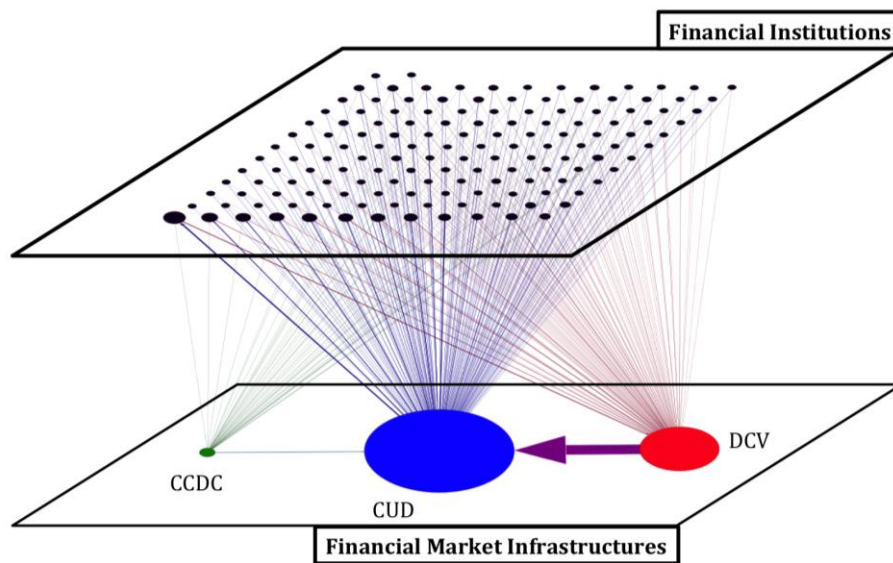 Financial Institutions
DCV
CCDC
CUD
Financial Market Infrastructures